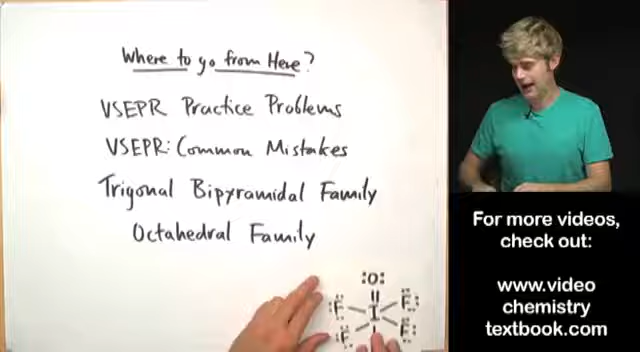 Where to go from Here?
VSEPR Practice Problems
VSEPR: Common Mistakes
Trigonal Bipyramidal Family
Octahedral Family
:O:
F F
I
F F
For more videos,
check out:
www.video
chemistry
textbook.com